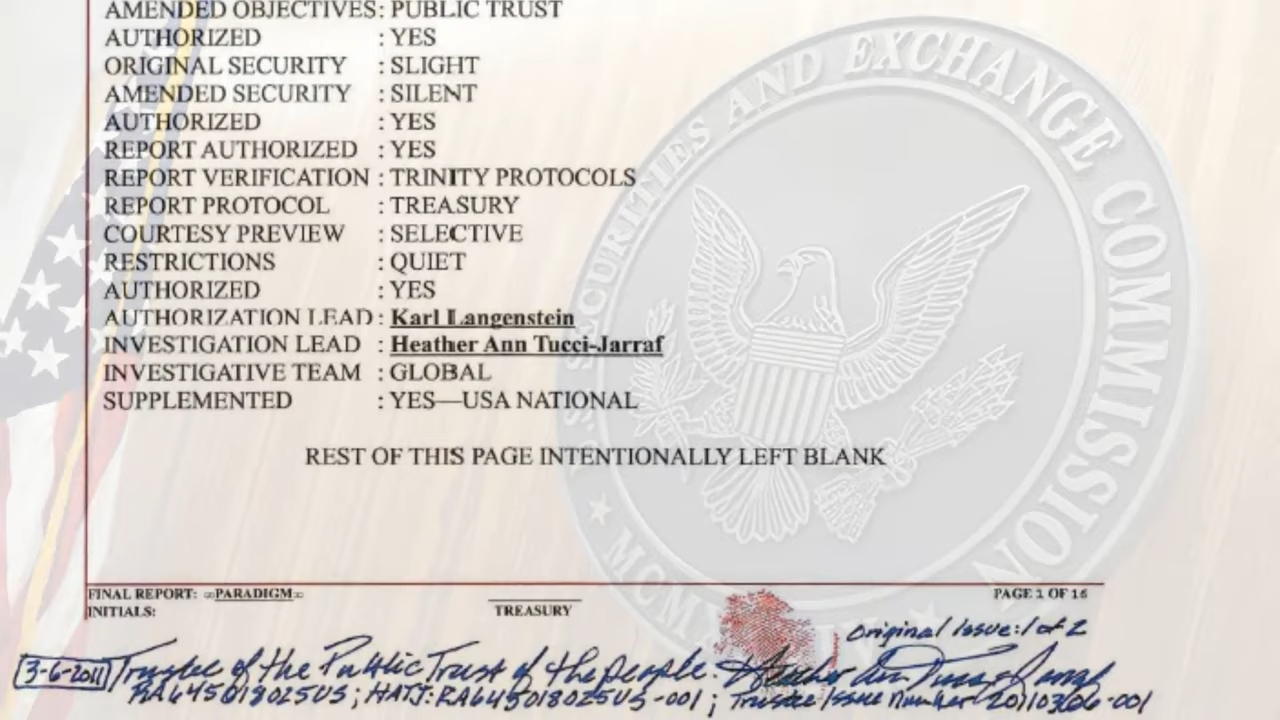 AMENDED OBJECTIVES: PUBLIC TRUST
AUTHORIZED : YES
ORIGINAL SECURITY : SLIGHT
AMENDED SECURITY : SILENT
AUTHORIZED : YES
REPORT AUTHORIZED : YES
REPORT VERIFICATION : TRINITY PROTOCOLS
REPORT PROTOCOL : TREASURY
COURTESY PREVIEW : SELECTIVE
RESTRICTIONS : QUIET
AUTHORIZED : YES
AUTHORIZATION LEAD : Karl Langenstein
INVESTIGATION LEAD : Heather Ann Tucci-Jarraf
INVESTIGATIVE TEAM : GLOBAL
SUPPLEMENTED : YES—USA NATIONAL
REST OF THIS PAGE INTENTIONALLY LEFT BLANK
SECURITIES AND EXCHANGE COMMISSION
FINAL REPORT: ∞PARADIGM∞
PAGE 1 OF 16
INITIALS:
TREASURY
Original Issue: 1 of 2
3-6-2011 Trustee of the Public Trust of the people: Heather Ann Tucci-Jarraf
RA645018025US; HATJ:RA645018025US-001; Trustee Issue Number 20110306-001